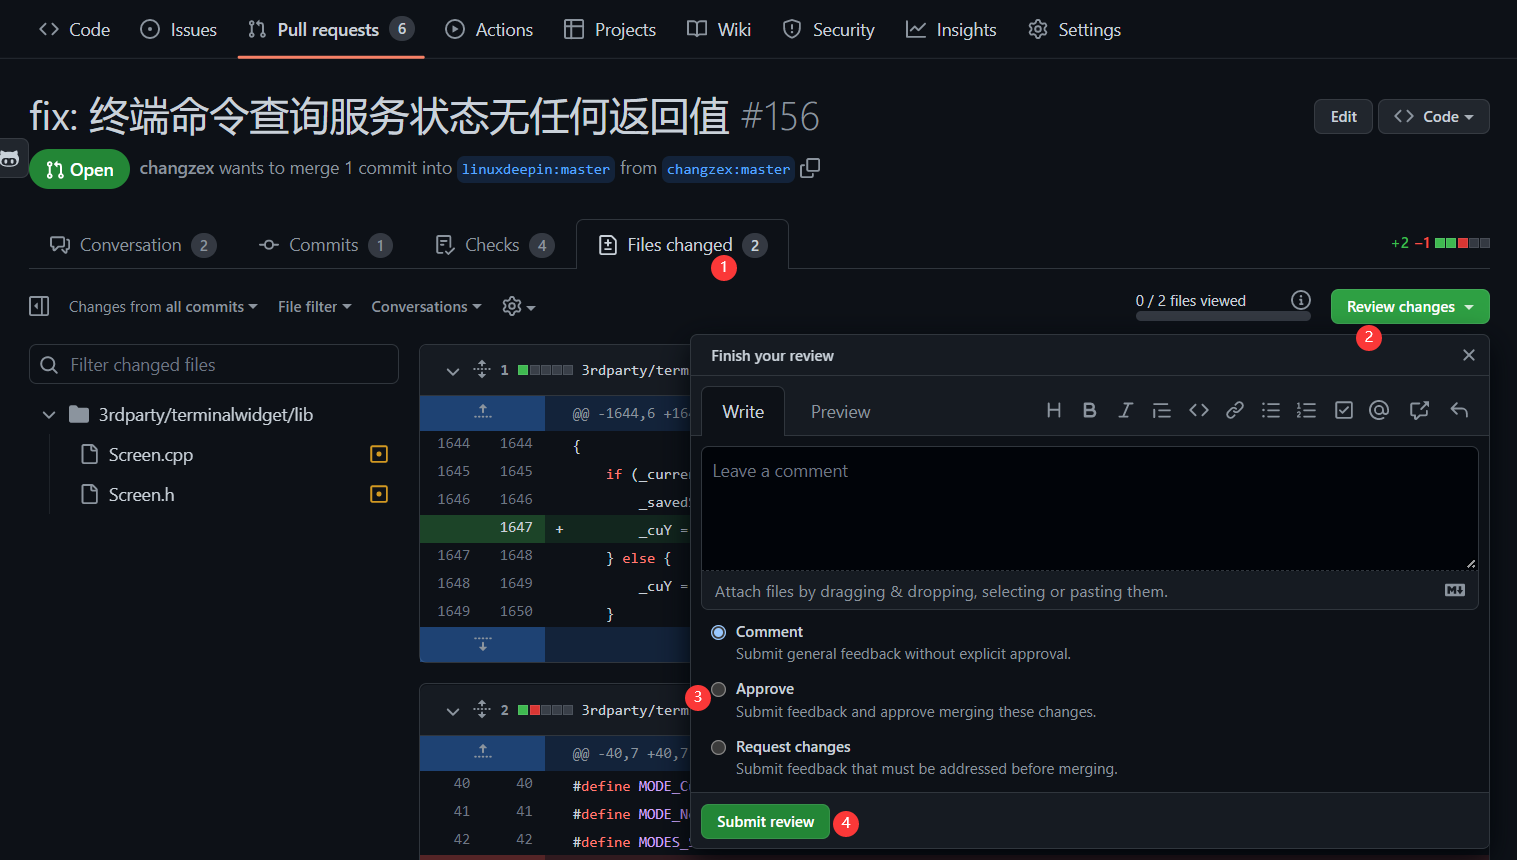 Code Issues Pull requests 6 Actions Projects Wiki Security Insights Settings
fix: 终端命令查询服务状态无任何返回值 #156
Edit Code
Open changzex wants to merge 1 commit into linuxdeepin:master from changzex:master
Conversation 2 Commits 1 Checks 4 Files changed 2
+2 −1
1
Changes from all commits File filter Conversations
0 / 2 files viewed
Review changes
2
Filter changed files
3rdparty/terminalwidget/lib
Screen.cpp
Screen.h
1 3rdparty/term
@@ -1644,6 +164
1644 1644 {
1645 1645 if (_curre
1646 1646 _saved
1647 + _cuY =
1647 1648 } else {
1648 1649 _cuY =
1649 1650 }
2 3rdparty/term
@@ -40,7 +40,7
40 40 #define MODE_C
41 41 #define MODE_N
42 42 #define MODES_
Finish your review
Write Preview
Leave a comment
Attach files by dragging & dropping, selecting or pasting them.
Comment
Submit general feedback without explicit approval.
3 Approve
Submit feedback and approve merging these changes.
Request changes
Submit feedback that must be addressed before merging.
Submit review 4